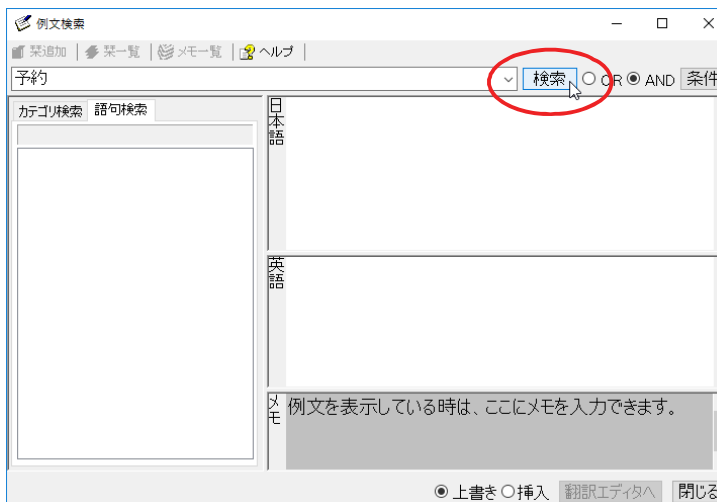 例文検索
栞追加 栞一覧 メモ一覧 ヘルプ
予約 検索 OR AND 条件
カテゴリ検索 語句検索
日本語
英語
メモ 例文を表示している時は、ここにメモを入力できます。
上書き 挿入 翻訳エディタへ 閉じる